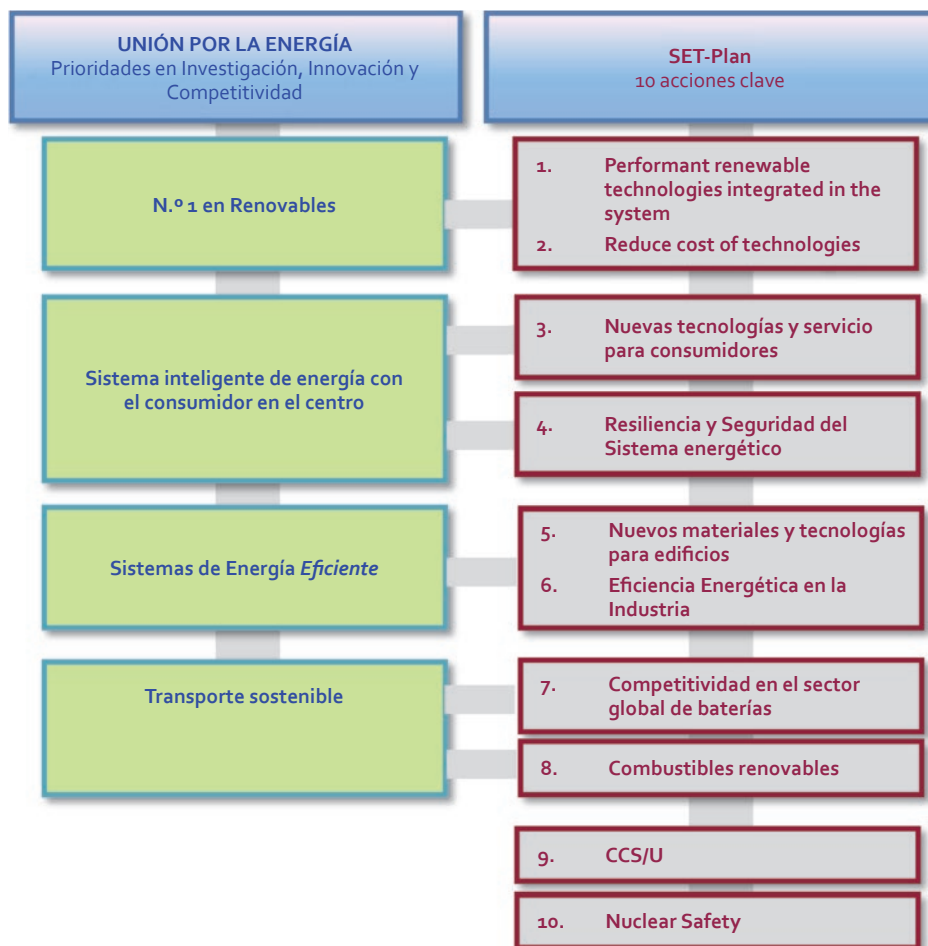 UNIÓN POR LA ENERGÍA
Prioridades en Investigación, Innovación y
Competitividad
SET-Plan
10 acciones clave
N.º 1 en Renovables
1. Performant renewable
technologies integrated in the
system
2. Reduce cost of technologies
Sistema inteligente de energía con
el consumidor en el centro
3. Nuevas tecnologías y servicio
para consumidores
4. Resiliencia y Seguridad del
Sistema energético
Sistemas de Energía Eficiente
5. Nuevos materiales y tecnologías
para edificios
6. Eficiencia Energética en la
Industria
Transporte sostenible
7. Competitividad en el sector
global de baterías
8. Combustibles renovables
9. CCS/U
10. Nuclear Safety